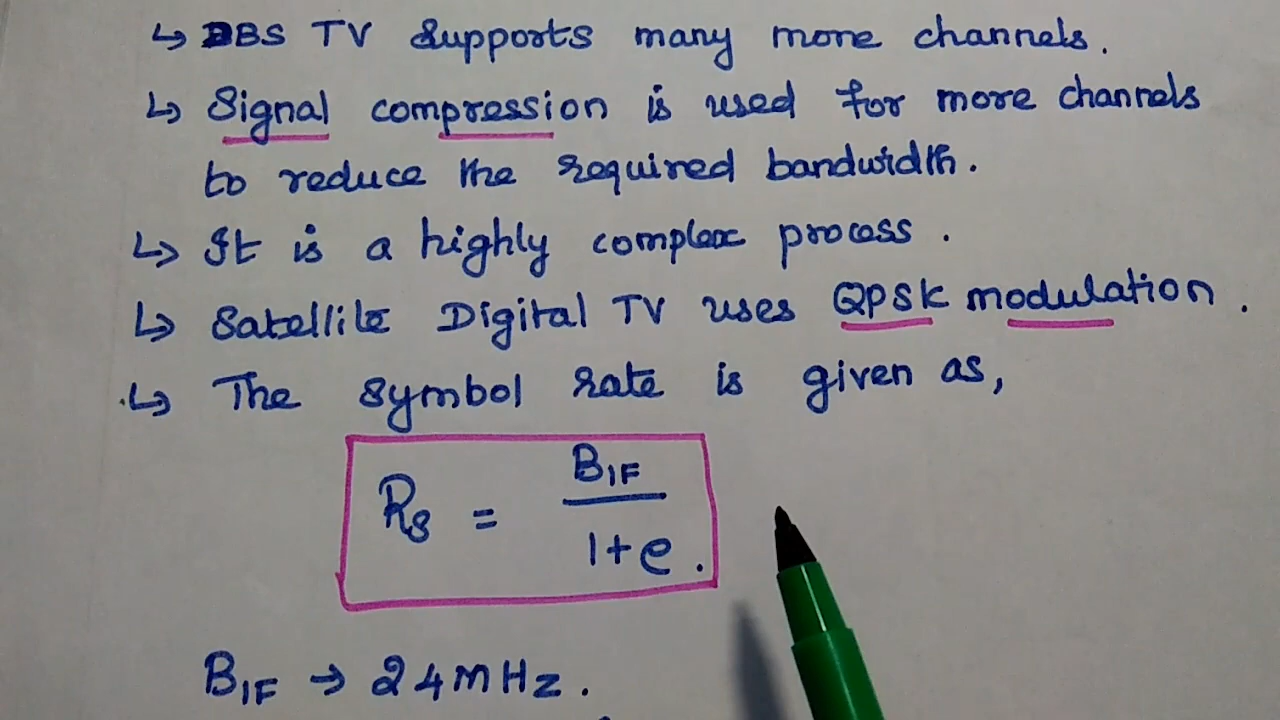 ↳ DBS TV supports many more channels.
↳ Signal compression is used for more channels
to reduce the required bandwidth.
↳ It is a highly complex process.
↳ Satellite Digital TV uses QPSK modulation.
↳ The symbol rate is given as,
Rs = BIF / 1+e.
BIF → 24MHz.